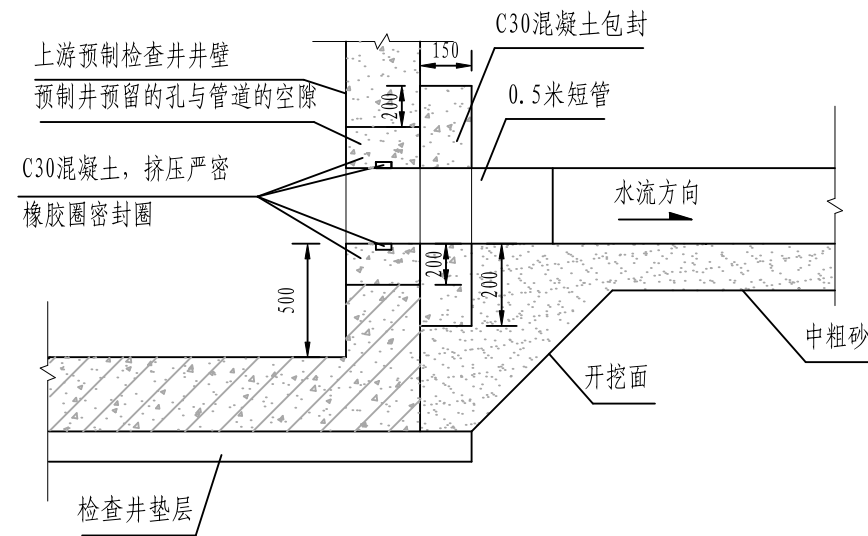 C30混凝土包封
上游预制检查井井壁
150
预制井预留的孔与管道的空隙
200
0.5米短管
C30混凝土，挤压严密
橡胶圈密封圈
水流方向
500
200
200
中粗砂
开挖面
检查井垫层